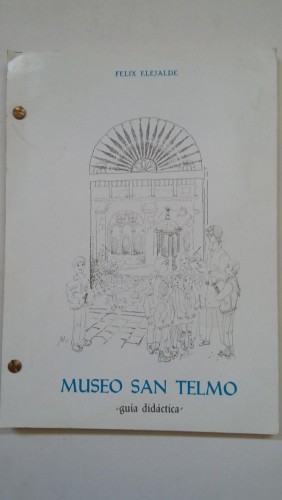 FELIX ELEJALDE
MUSEO SAN TELMO
-guía didáctica-